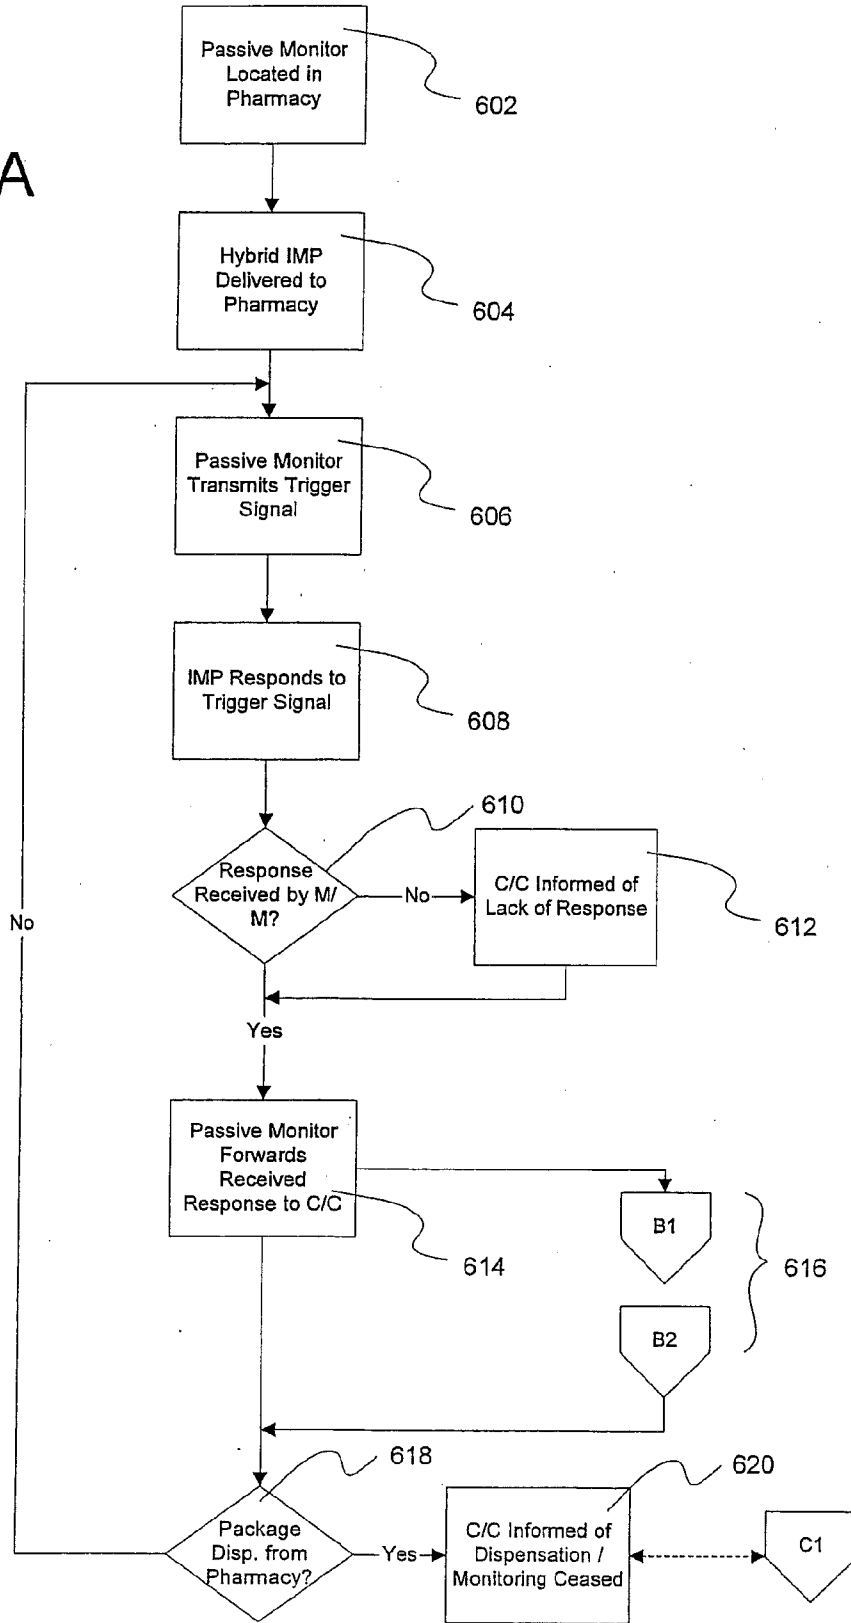 Passive Monitor
Located in
Pharmacy
602
A
Hybrid IMP
Delivered to
Pharmacy
604
Passive Monitor
Transmits Trigger
Signal
606
IMP Responds to
Trigger Signal
608
610
Response
Received by M/
M?
No
C/C Informed of
Lack of Response
612
No
Yes
Passive Monitor
Forwards
Received
Response to C/C
614
B1
616
B2
618
620
Package
Disp. from
Pharmacy?
Yes
C/C Informed of
Dispensation /
Monitoring Ceased
C1